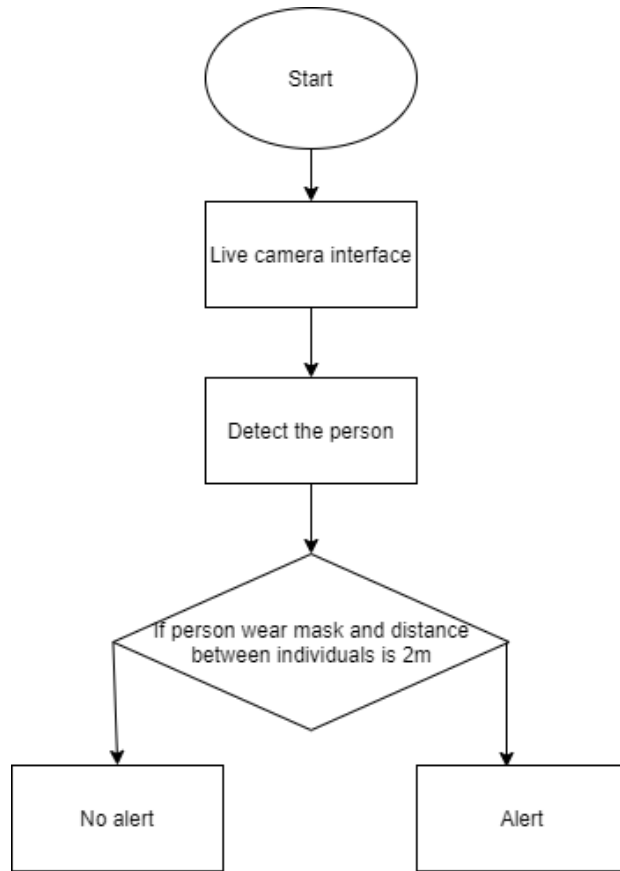 Start
Live camera interface
Detect the person
If person wear mask and distance
between individuals is 2m
No alert
Alert